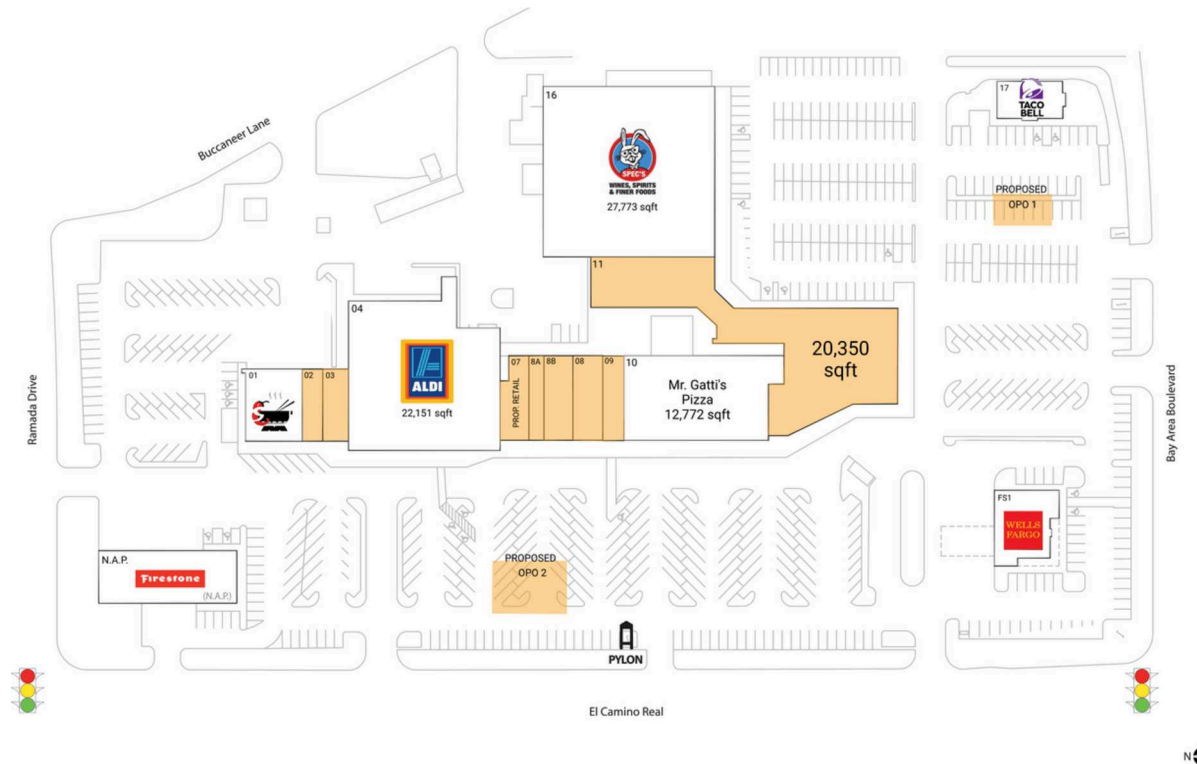 16
SPEC'S
WINES, SPIRITS
& FINER FOODS
27,773 sqft
17
TACO
BELL
Buccaneer Lane
PROPOSED
OPO 1
11
04
ALDI
22,151 sqft
01
02
03
07
PROP. RETAIL
8A
8B
08
09
10
Mr. Gatti's
Pizza
12,772 sqft
20,350
sqft
Ramada Drive
Bay Area Boulevard
FS1
WELLS
FARGO
N.A.P.
Firestone
(N.A.P.)
PROPOSED
OPO 2
PYLON
El Camino Real
N